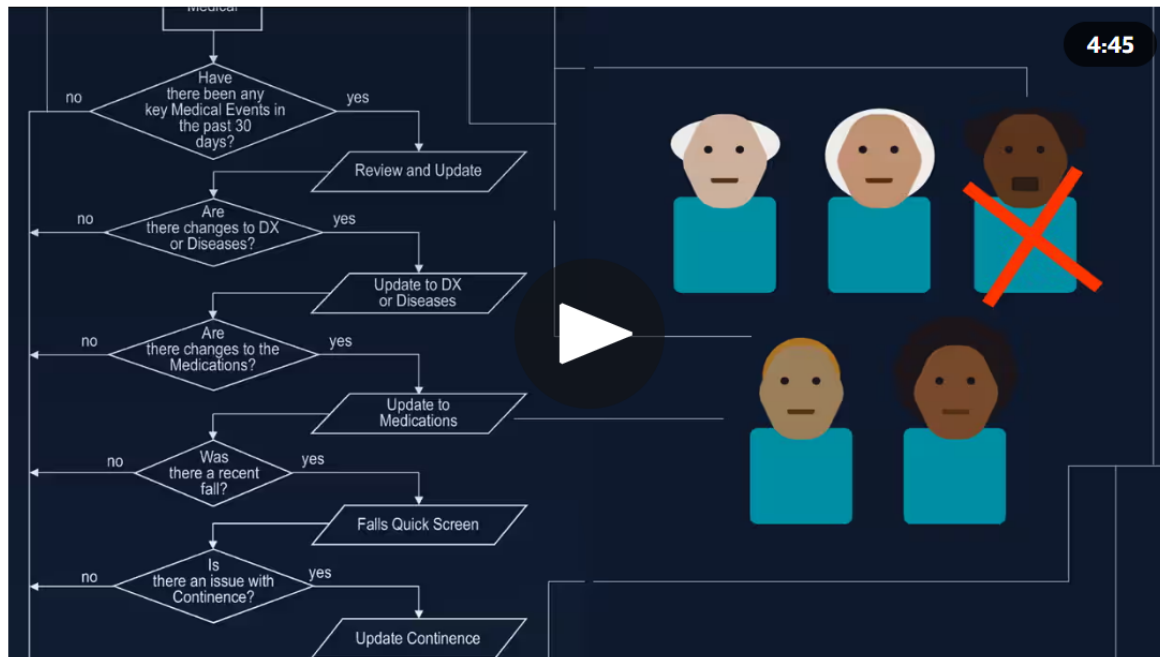 Medical
4:45
Have
there been any
key Medical Events in
the past 30
days?
no
yes
Review and Update
Are
there changes to DX
or Diseases?
no
yes
Update to DX
or Diseases
Are
there changes to the
Medications?
no
yes
Update to
Medications
Was
there a recent
fall?
no
yes
Falls Quick Screen
Is
there an issue with
Continence?
no
yes
Update Continence